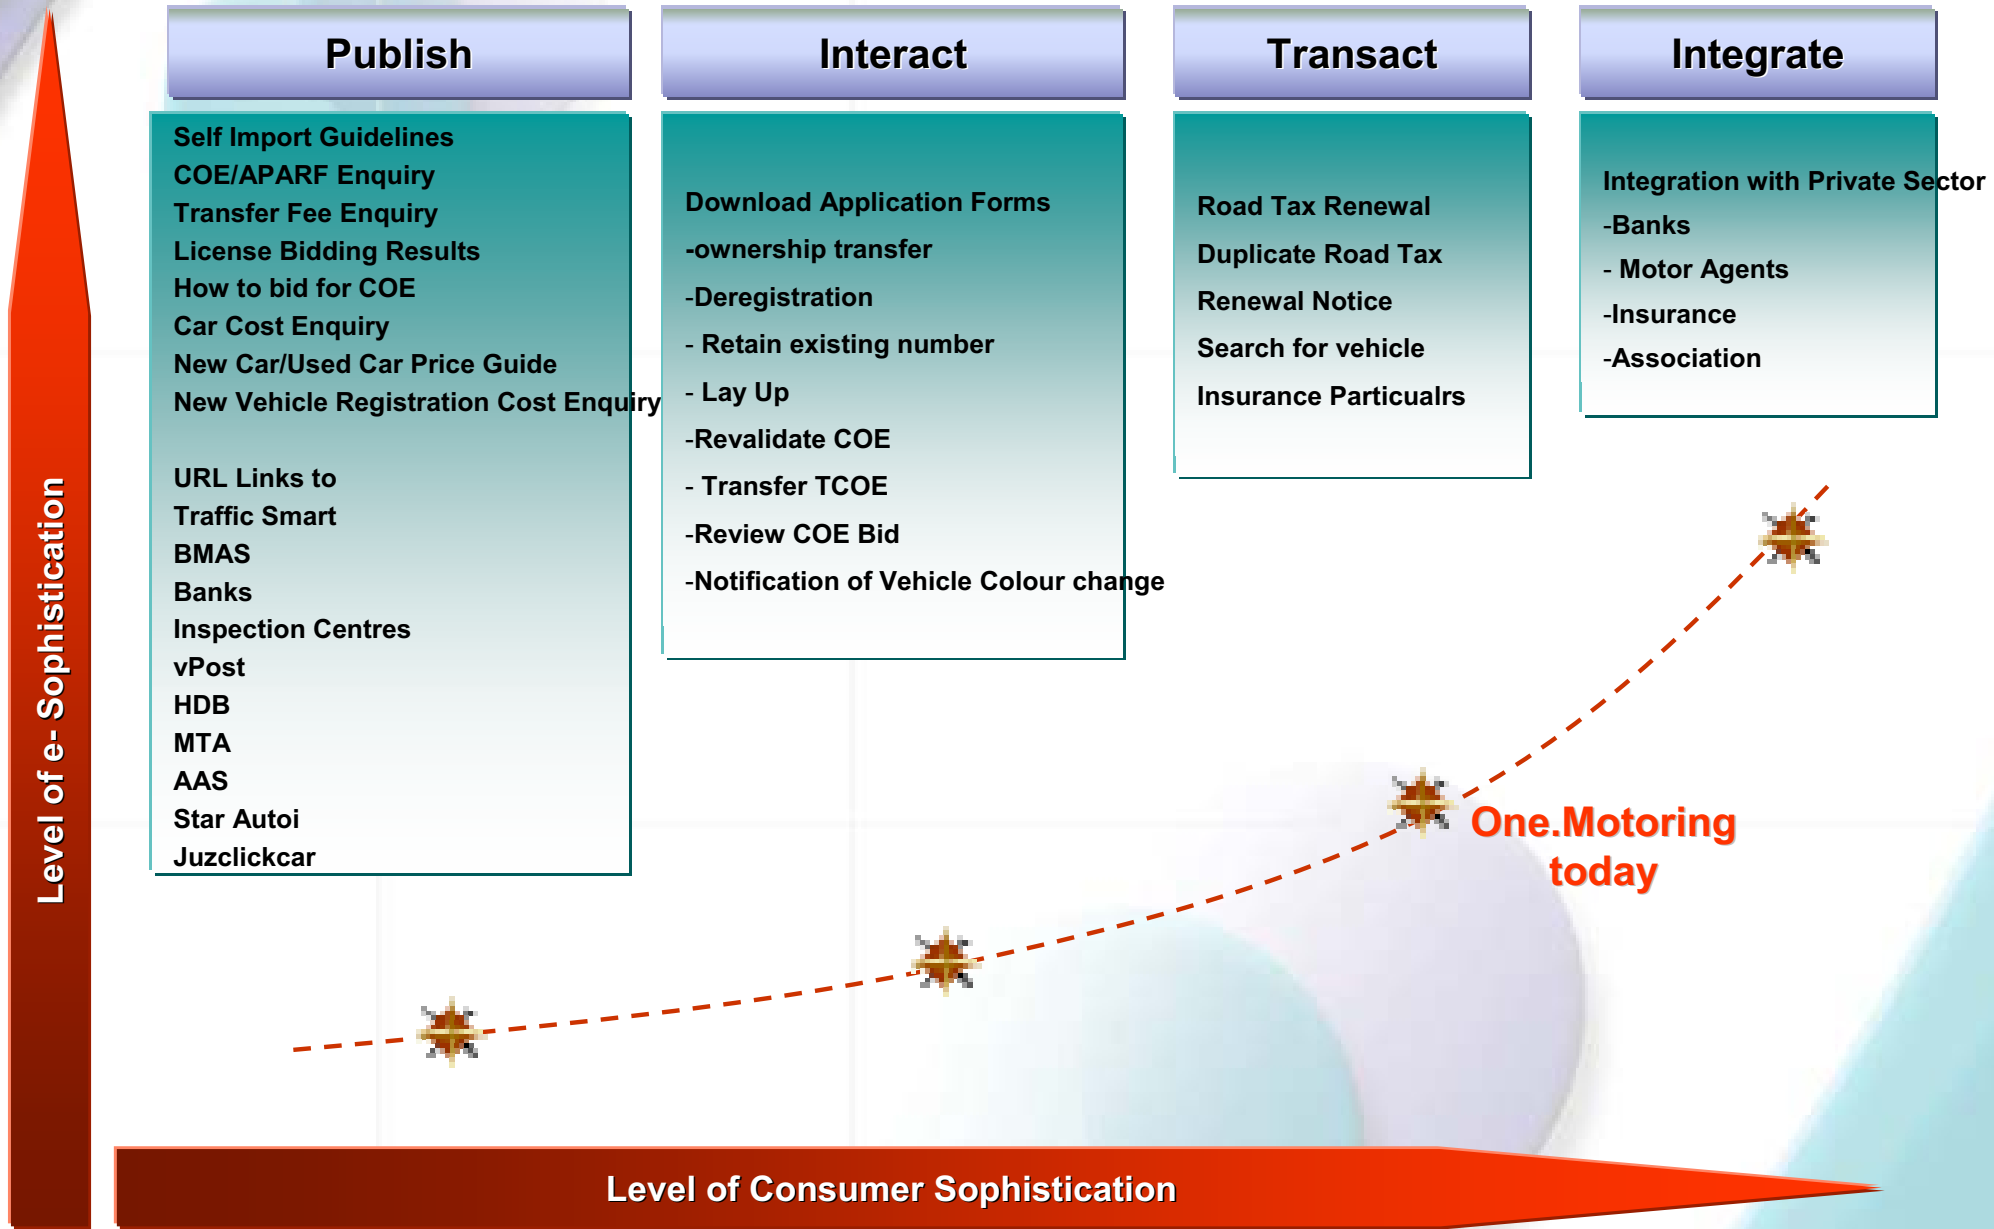 Publish
Interact
Transact
Integrate
Self Import Guidelines
COE/APARF Enquiry
Transfer Fee Enquiry
License Bidding Results
How to bid for COE
Car Cost Enquiry
New Car/Used Car Price Guide
New Vehicle Registration Cost Enquiry
URL Links to
Traffic Smart
BMAS
Banks
Inspection Centres
vPost
HDB
MTA
AAS
Star Autoi
Juzclickcar
Download Application Forms
-ownership transfer
-Deregistration
- Retain existing number
- Lay Up
-Revalidate COE
- Transfer TCOE
-Review COE Bid
-Notification of Vehicle Colour change
Road Tax Renewal
Duplicate Road Tax
Renewal Notice
Search for vehicle
Insurance Particualrs
Integration with Private Sector
-Banks
- Motor Agents
-Insurance
-Association
One.Motoring
today
Level of e- Sophistication
Level of Consumer Sophistication